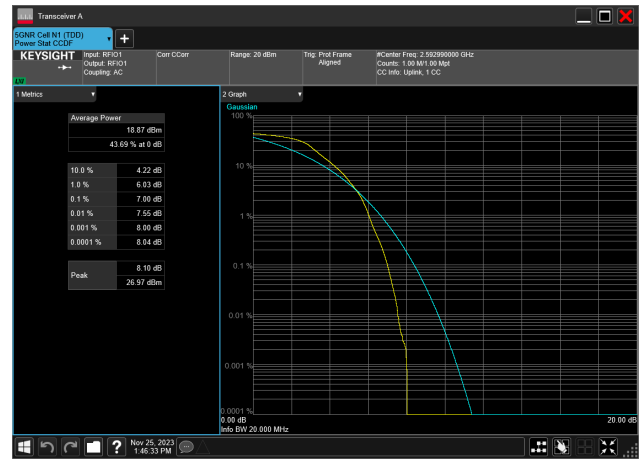 Transceiver A
5GNR Cell N1 (TDD)
Power Stat CCDF
KEYSIGHT
LXI
Input: RFIO1
Output: RFIO1
Coupling: AC
Corr CCorr
Range: 20 dBm
Trig: Prot Frame
Aligned
#Center Freq: 2.592990000 GHz
Counts: 1.00 M/1.00 Mpt
CC Info: Uplink, 1 CC
1 Metrics
Average Power
18.87 dBm
43.69 % at 0 dB
10.0 % 4.22 dB
1.0 % 6.03 dB
0.1 % 7.00 dB
0.01 % 7.55 dB
0.001 % 8.00 dB
0.0001 % 8.04 dB
Peak
8.10 dB
26.97 dBm
2 Graph
Gaussian
100 %
10 %
1 %
0.1 %
0.01 %
0.001 %
0.0001 %
0.00 dB 20.00 dB
Info BW 20.000 MHz
Nov 25, 2023
1:46:33 PM